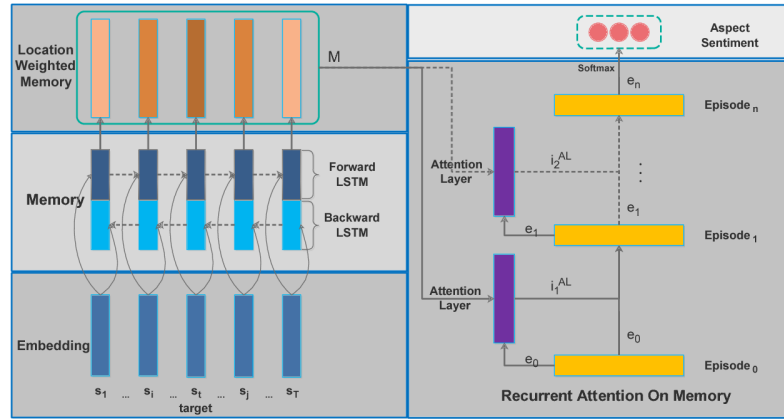 Location
Weighted
Memory
M
Memory
Forward
LSTM
Backward
LSTM
Embedding
s1 ... si ... st ... sj ... sT
target
Aspect
Sentiment
Softmax
en
Episode n
Attention
Layer
i2AL
⋮
e1
e1
Episode 1
Attention
Layer
i1AL
e0
e0
Episode 0
Recurrent Attention On Memory